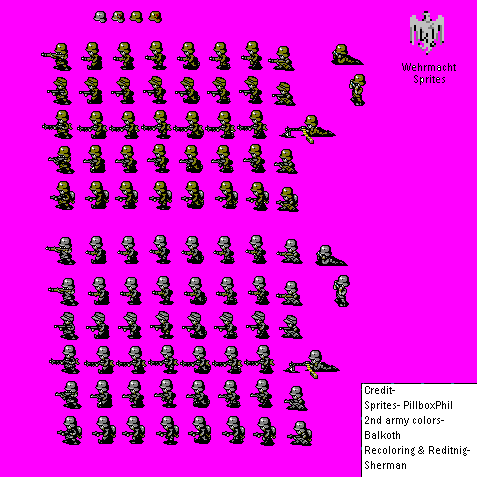 Wehrmacht
Sprites
Credit-
Sprites- PillboxPhil
2nd army colors-
Balkoth
Recoloring & Reditnig-
Sherman